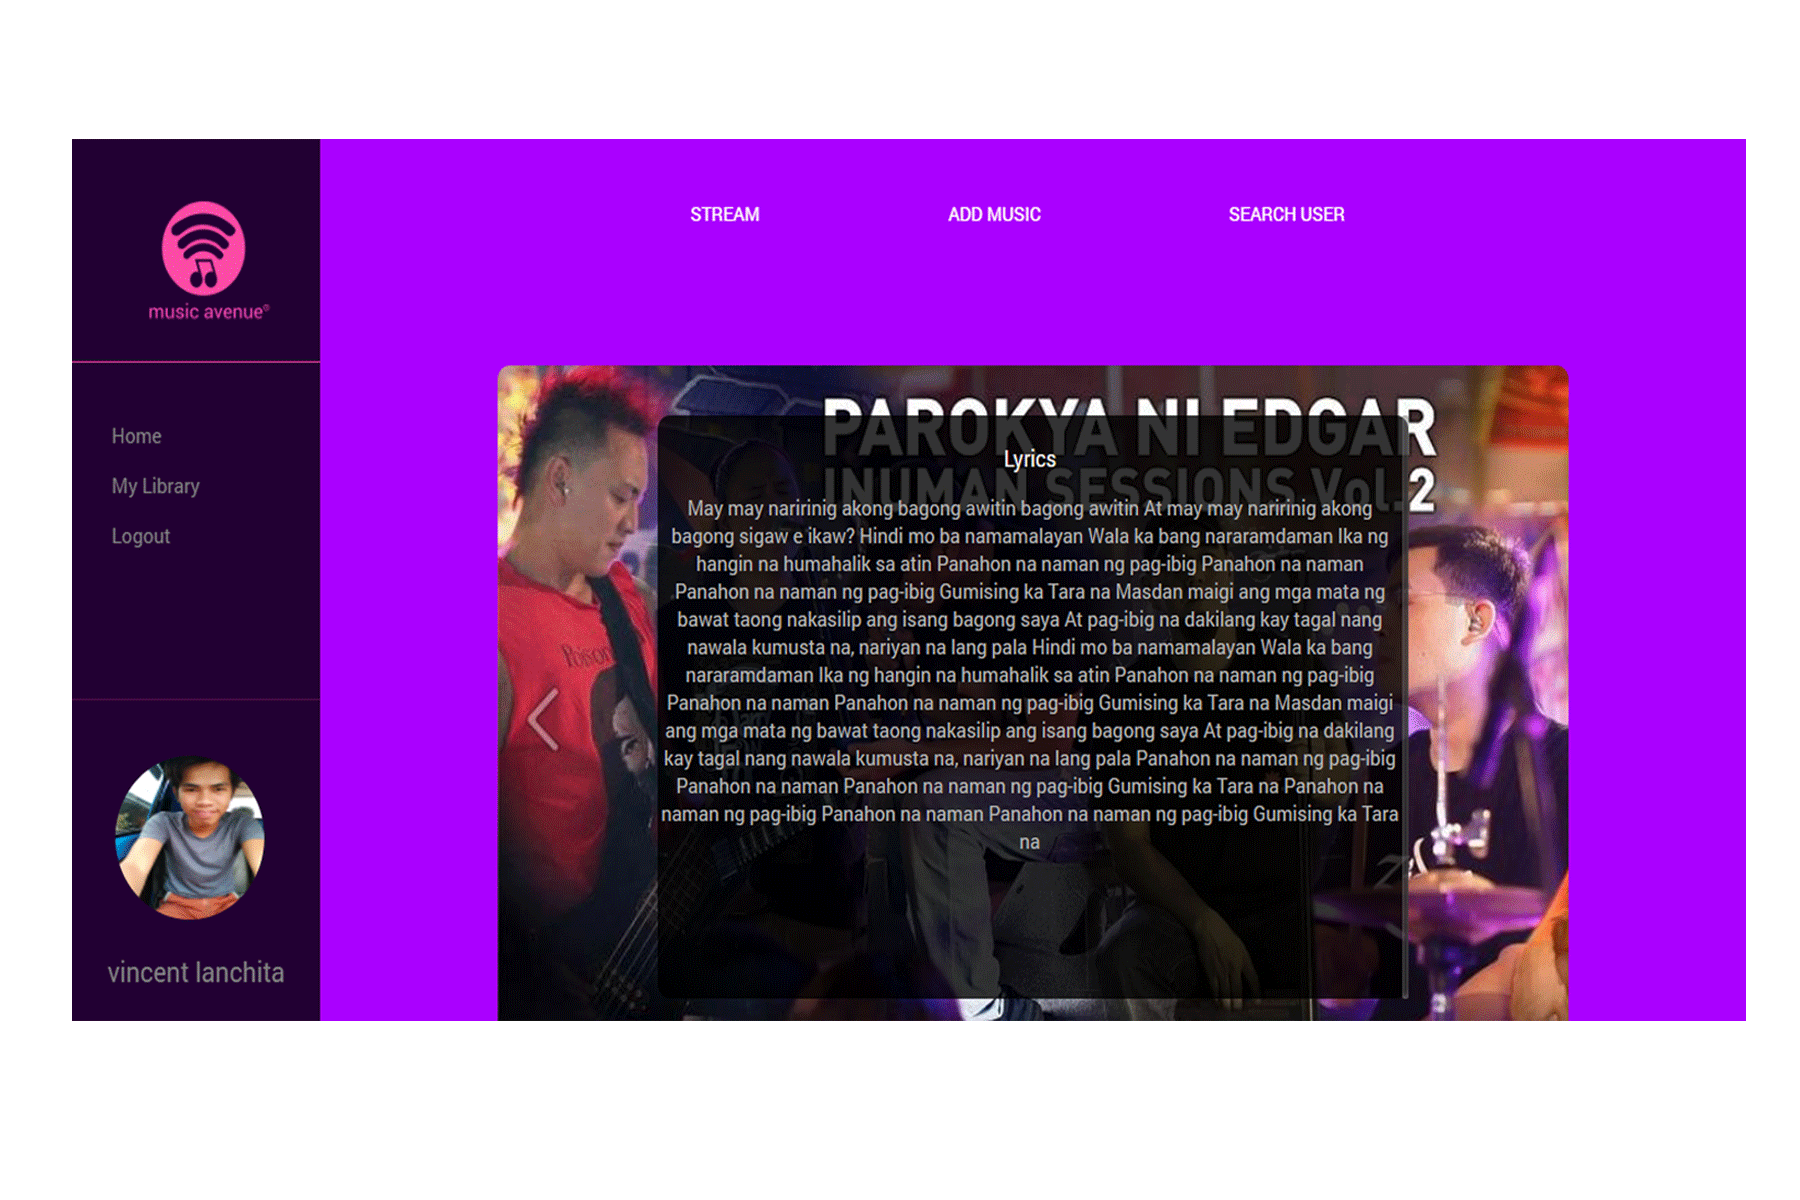 music avenue®
STREAM
ADD MUSIC
SEARCH USER
Home
My Library
Logout
vincent lanchita
PAROKYA NI EDGAR
INUMAN SESSIONS Vol.2
Lyrics
May may naririnig akong bagong awitin bagong awitin At may may naririnig akong
bagong sigaw e ikaw? Hindi mo ba namamalayan Wala ka bang nararamdaman Ika ng
hangin na humahalik sa atin Panahon na naman ng pag-ibig Panahon na naman
Panahon na naman ng pag-ibig Gumising ka Tara na Masdan maigi ang mga mata ng
bawat taong nakasilip ang isang bagong saya At pag-ibig na dakilang kay tagal nang
nawala kumusta na, nariyan na lang pala Hindi mo ba namamalayan Wala ka bang
nararamdaman Ika ng hangin na humahalik sa atin Panahon na naman ng pag-ibig
Panahon na naman Panahon na naman ng pag-ibig Gumising ka Tara na Masdan maigi
ang mga mata ng bawat taong nakasilip ang isang bagong saya At pag-ibig na dakilang
kay tagal nang nawala kumusta na, nariyan na lang pala Panahon na naman ng pag-ibig
Panahon na naman Panahon na naman ng pag-ibig Gumising ka Tara na Panahon na
naman ng pag-ibig Panahon na naman Panahon na naman ng pag-ibig Gumising ka Tara
na
Poison